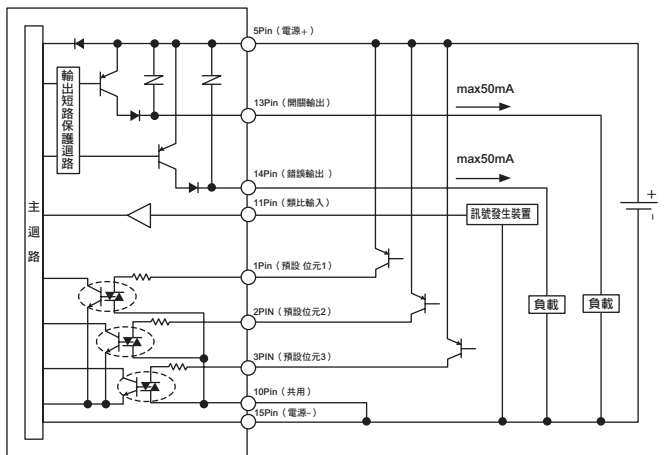 5Pin（電源+）
輸出短路保護迴路
max50mA
13Pin（開關輸出）
max50mA
14Pin（錯誤輸出 ）
11Pin（類比輸入）
訊號發生裝置
主迴路
+
-
1Pin（預設 位元1）
負載
負載
2PIN（預設位元2）
3PIN（預設位元3）
10Pin（共用）
15Pin（電源-）